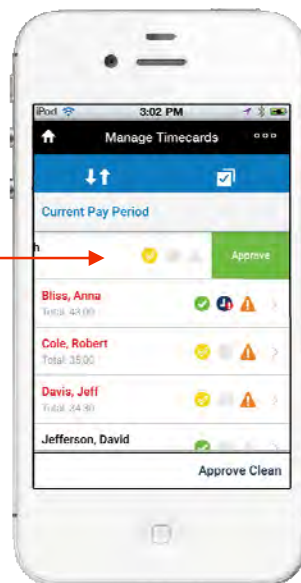 iPod 3:02 PM
Manage Timecards
Current Pay Period
h
Approve
Bliss, Anna
Total: 43:00
Cole, Robert
Total: 35:00
Davis, Jeff
Total: 34:30
Jefferson, David
Approve Clean